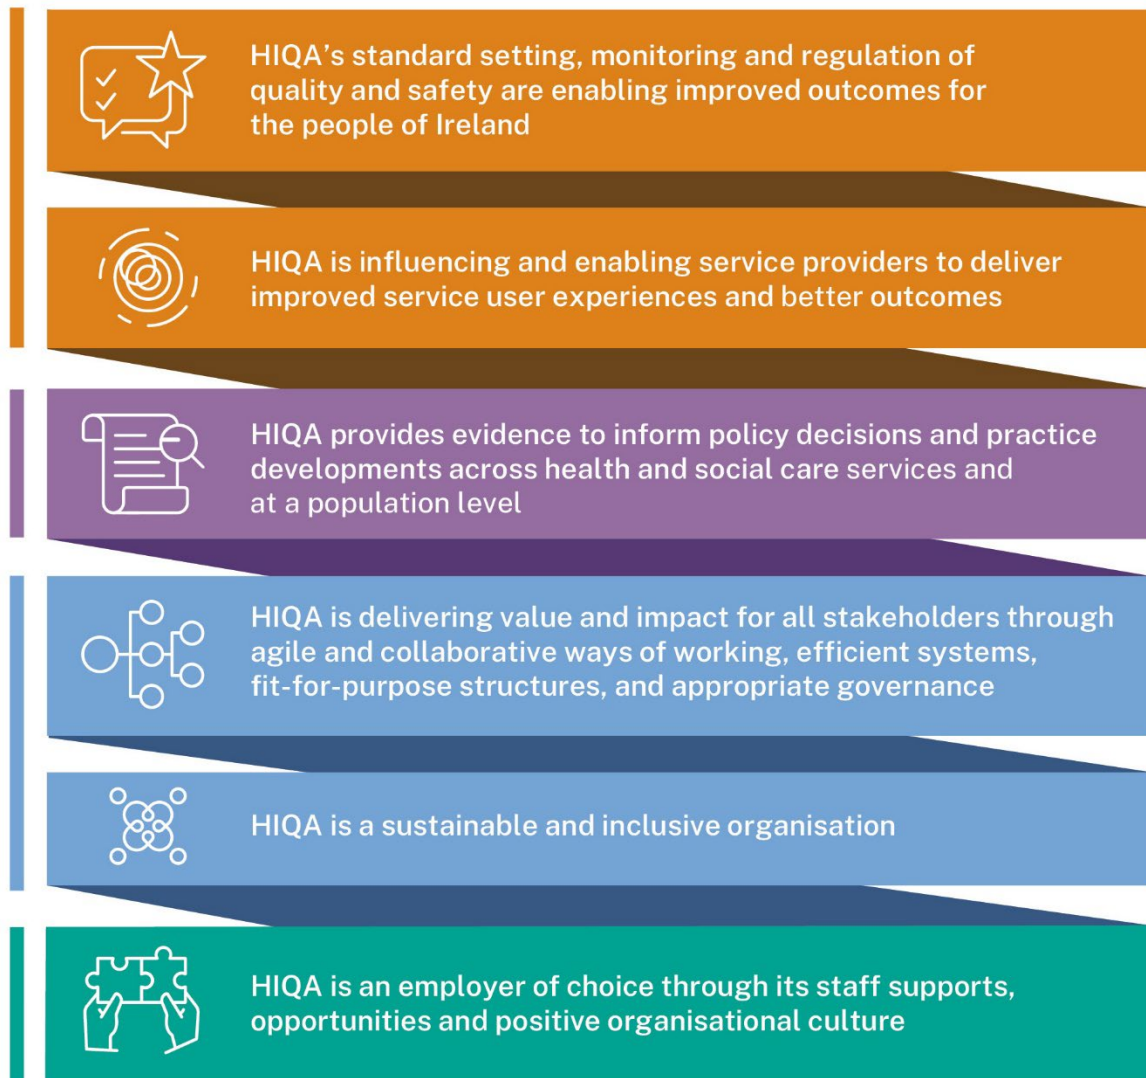 HIQA’s standard setting, monitoring and regulation of
quality and safety are enabling improved outcomes for
the people of Ireland
HIQA is influencing and enabling service providers to deliver
improved service user experiences and better outcomes
HIQA provides evidence to inform policy decisions and practice
developments across health and social care services and
at a population level
HIQA is delivering value and impact for all stakeholders through
agile and collaborative ways of working, efficient systems,
fit-for-purpose structures, and appropriate governance
HIQA is a sustainable and inclusive organisation
HIQA is an employer of choice through its staff supports,
opportunities and positive organisational culture